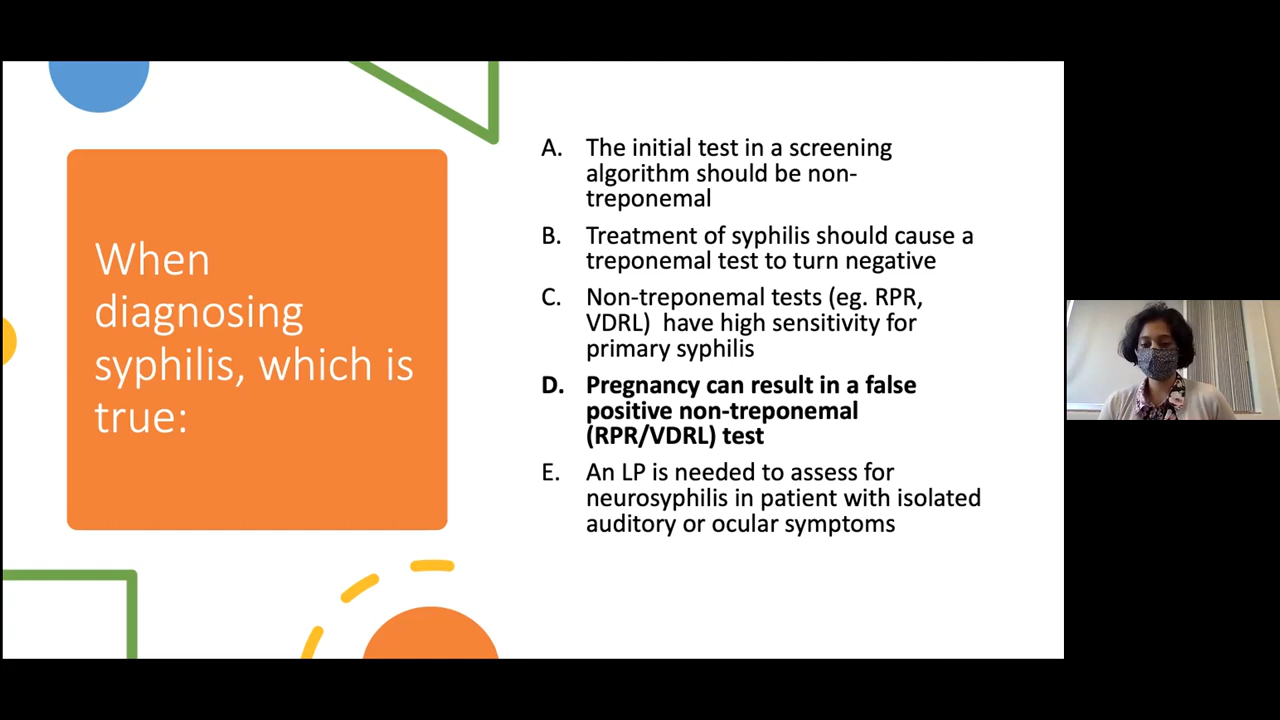 When
diagnosing
syphilis, which is
true:
A. The initial test in a screening
algorithm should be non-
treponemal
B. Treatment of syphilis should cause a
treponemal test to turn negative
C. Non-treponemal tests (eg. RPR,
VDRL) have high sensitivity for
primary syphilis
D. Pregnancy can result in a false
positive non-treponemal
(RPR/VDRL) test
E. An LP is needed to assess for
neurosyphilis in patient with isolated
auditory or ocular symptoms